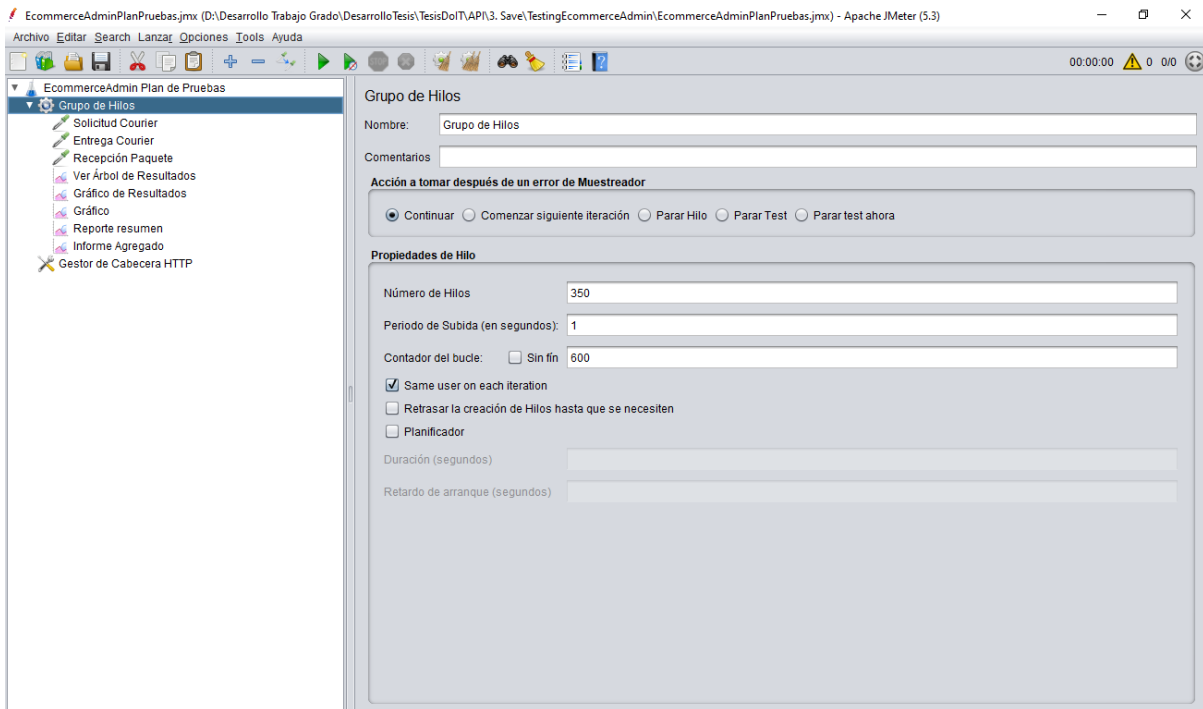 EcommerceAdminPlanPruebas.jmx (D:\Desarrollo Trabajo Grado\DesarrolloTesis\TesisDoIT\API\3. Save\TestingEcommerceAdmin\EcommerceAdminPlanPruebas.jmx) - Apache JMeter (5.3)
Archivo Editar Search Lanzar Opciones Tools Ayuda
00:00:00 0 0/0
EcommerceAdmin Plan de Pruebas
Grupo de Hilos
Solicitud Courier
Entrega Courier
Recepción Paquete
Ver Árbol de Resultados
Gráfico de Resultados
Gráfico
Reporte resumen
Informe Agregado
Gestor de Cabecera HTTP
Grupo de Hilos
Nombre: Grupo de Hilos
Comentarios
Acción a tomar después de un error de Muestreador
Continuar Comenzar siguiente iteración Parar Hilo Parar Test Parar test ahora
Propiedades de Hilo
Número de Hilos 350
Periodo de Subida (en segundos): 1
Contador del bucle: Sin fín 600
Same user on each iteration
Retrasar la creación de Hilos hasta que se necesiten
Planificador
Duración (segundos)
Retardo de arranque (segundos)